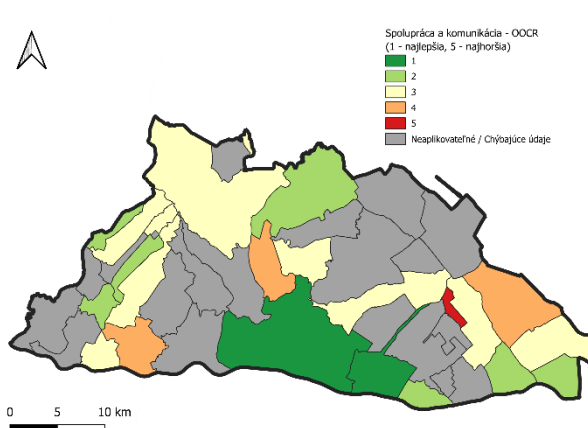 Spolupráca a komunikácia - OOCR
(1 - najlepšia, 5 - najhoršia)
1
2
3
4
5
Neaplikovateľné / Chýbajúce údaje
0 5 10 km